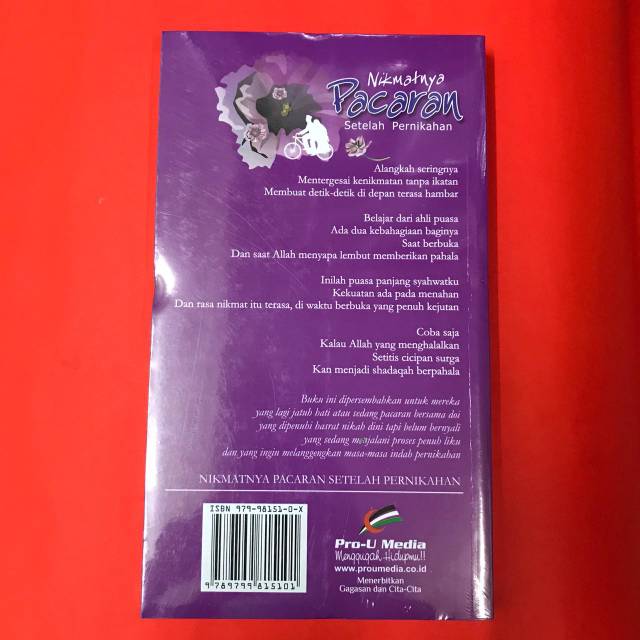 Nikmatnya
Pacaran
Setelah Pernikahan
Alangkah seringnya
Mentergesai kenikmatan tanpa ikatan
Membuat detik-detik di depan terasa hambar
Belajar dari ahli puasa
Ada dua kebahagiaan baginya
Saat berbuka
Dan saat Allah menyapa lembut memberikan pahala
Inilah puasa panjang syahwatku
Kekuatan ada pada menahan
Dan rasa nikmat itu terasa, di waktu berbuka yang penuh kejutan
Coba saja
Kalau Allah yang menghalalkan
Setitis cicipan surga
Kan menjadi shadaqah berpahala
Buku ini dipersembahkan untuk mereka
yang lagi jatuh hati atau sedang pacaran bersama doi
yang dipenuhi hasrat nikah dini tapi belum bernyali
yang sedang menjalani proses penuh liku
dan yang ingin melanggengkan masa-masa indah pernikahan
NIKMATNYA PACARAN SETELAH PERNIKAHAN
ISBN 979-98151-0-X
9 789799 815101
Pro-U Media
Menggugah Hidupmu!!
www.proumedia.co.id
Menerbitkan
Gagasan dan Cita-Cita